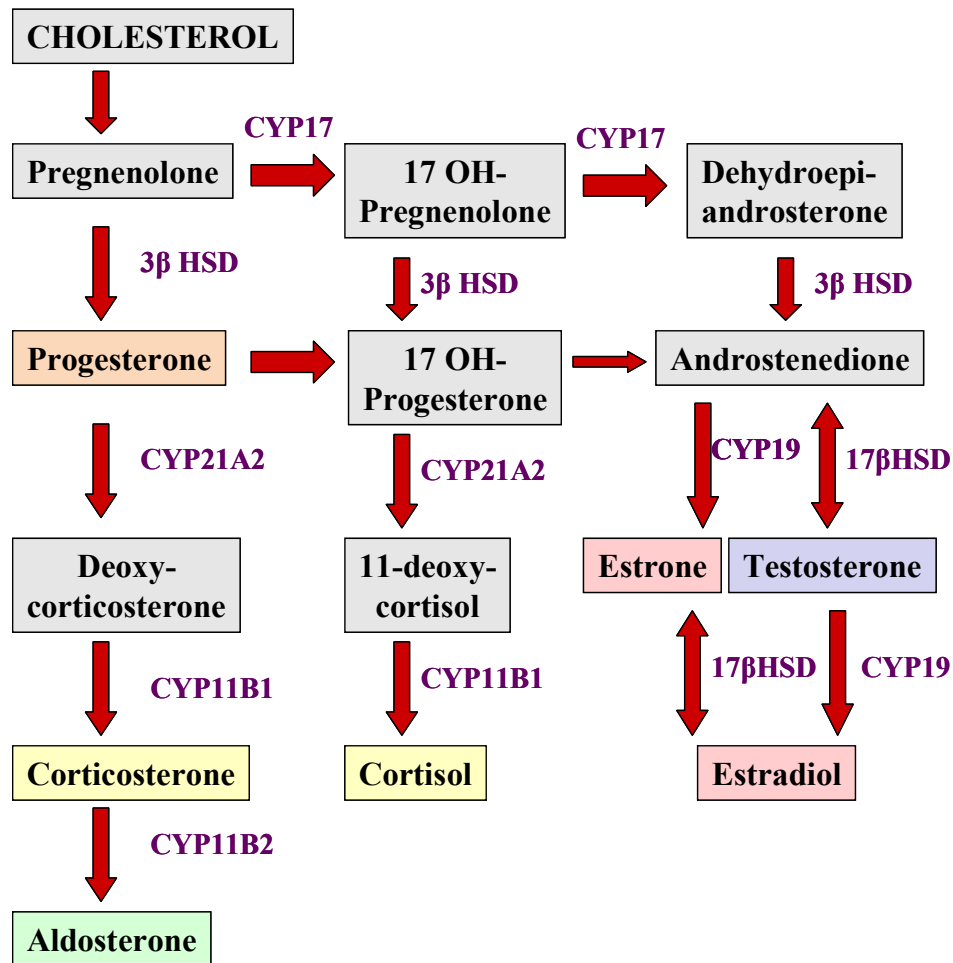 CHOLESTEROL
CYP17
CYP17
Pregnenolone
17 OH-
Pregnenolone
Dehydroepi-
androsterone
3β HSD
3β HSD
3β HSD
Progesterone
17 OH-
Progesterone
Androstenedione
CYP21A2
CYP21A2
CYP19
17βHSD
Deoxy-
corticosterone
11-deoxy-
cortisol
Estrone
Testosterone
CYP11B1
CYP11B1
17βHSD
CYP19
Corticosterone
Cortisol
Estradiol
CYP11B2
Aldosterone